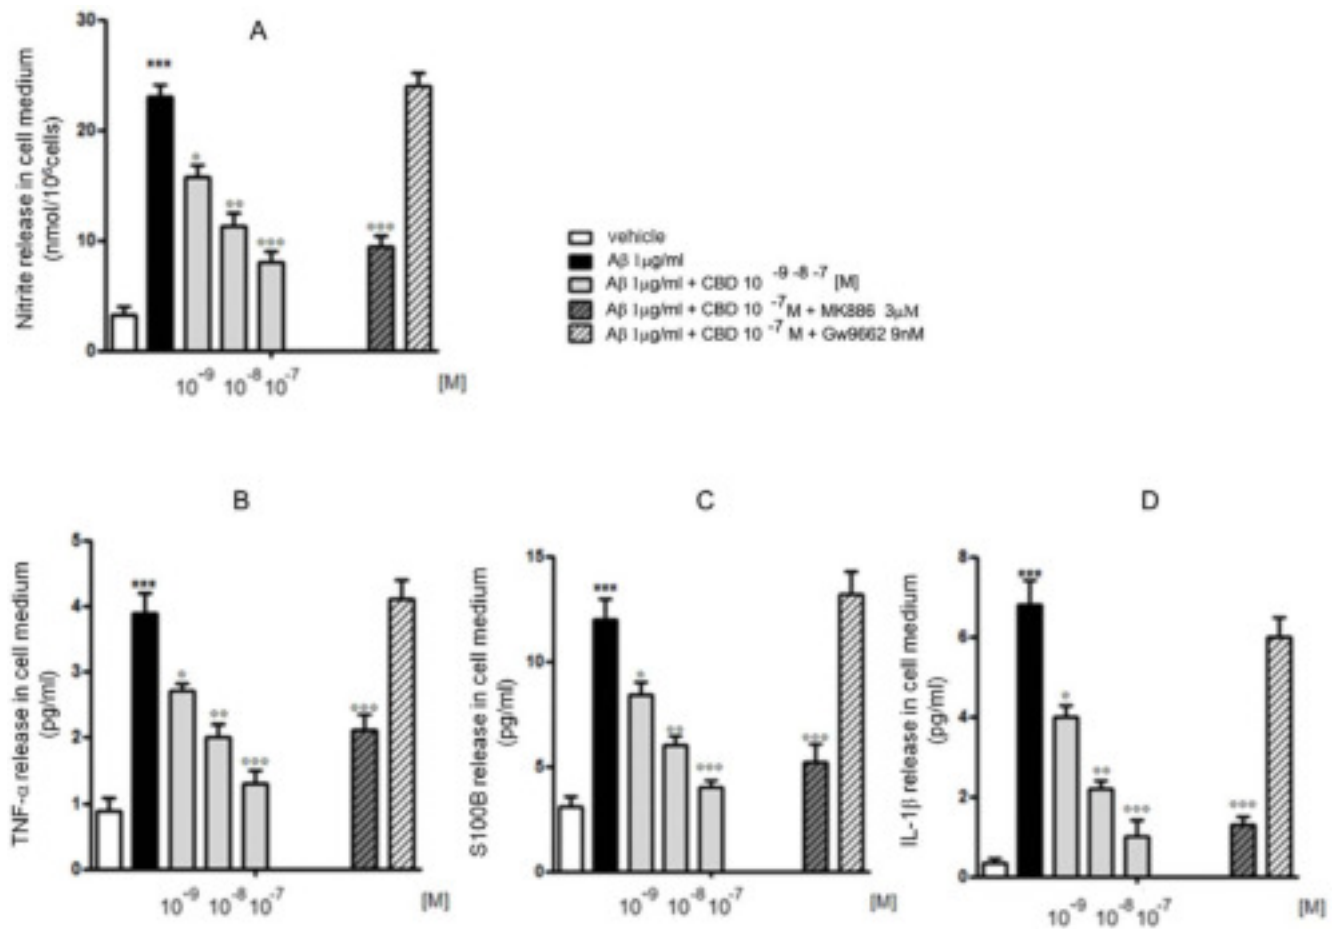 A
Nitrite release in cell medium
(nmol/10⁶cells)
30
20
10
0
***
°
°°
°°°
°°°
10⁻⁹ 10⁻⁸ 10⁻⁷ [M]
vehicle
Aβ 1µg/ml
Aβ 1µg/ml + CBD 10 ⁻⁹ ⁻⁸ ⁻⁷ [M]
Aβ 1µg/ml + CBD 10 ⁻⁷M + MK886 3µM
Aβ 1µg/ml + CBD 10 ⁻⁷ M + Gw9662 9nM
B
TNF-α release in cell medium
(pg/ml)
5
4
3
2
1
0
***
°
°°
°°°
°°°
10⁻⁹ 10⁻⁸ 10⁻⁷ [M]
C
S100B release in cell medium
(pg/ml)
15
10
5
0
***
°
°°
°°°
°°°
10⁻⁹ 10⁻⁸ 10⁻⁷ [M]
D
IL-1β release in cell medium
(pg/ml)
8
6
4
2
0
***
°
°°
°°°
°°°
10⁻⁹ 10⁻⁸ 10⁻⁷ [M]